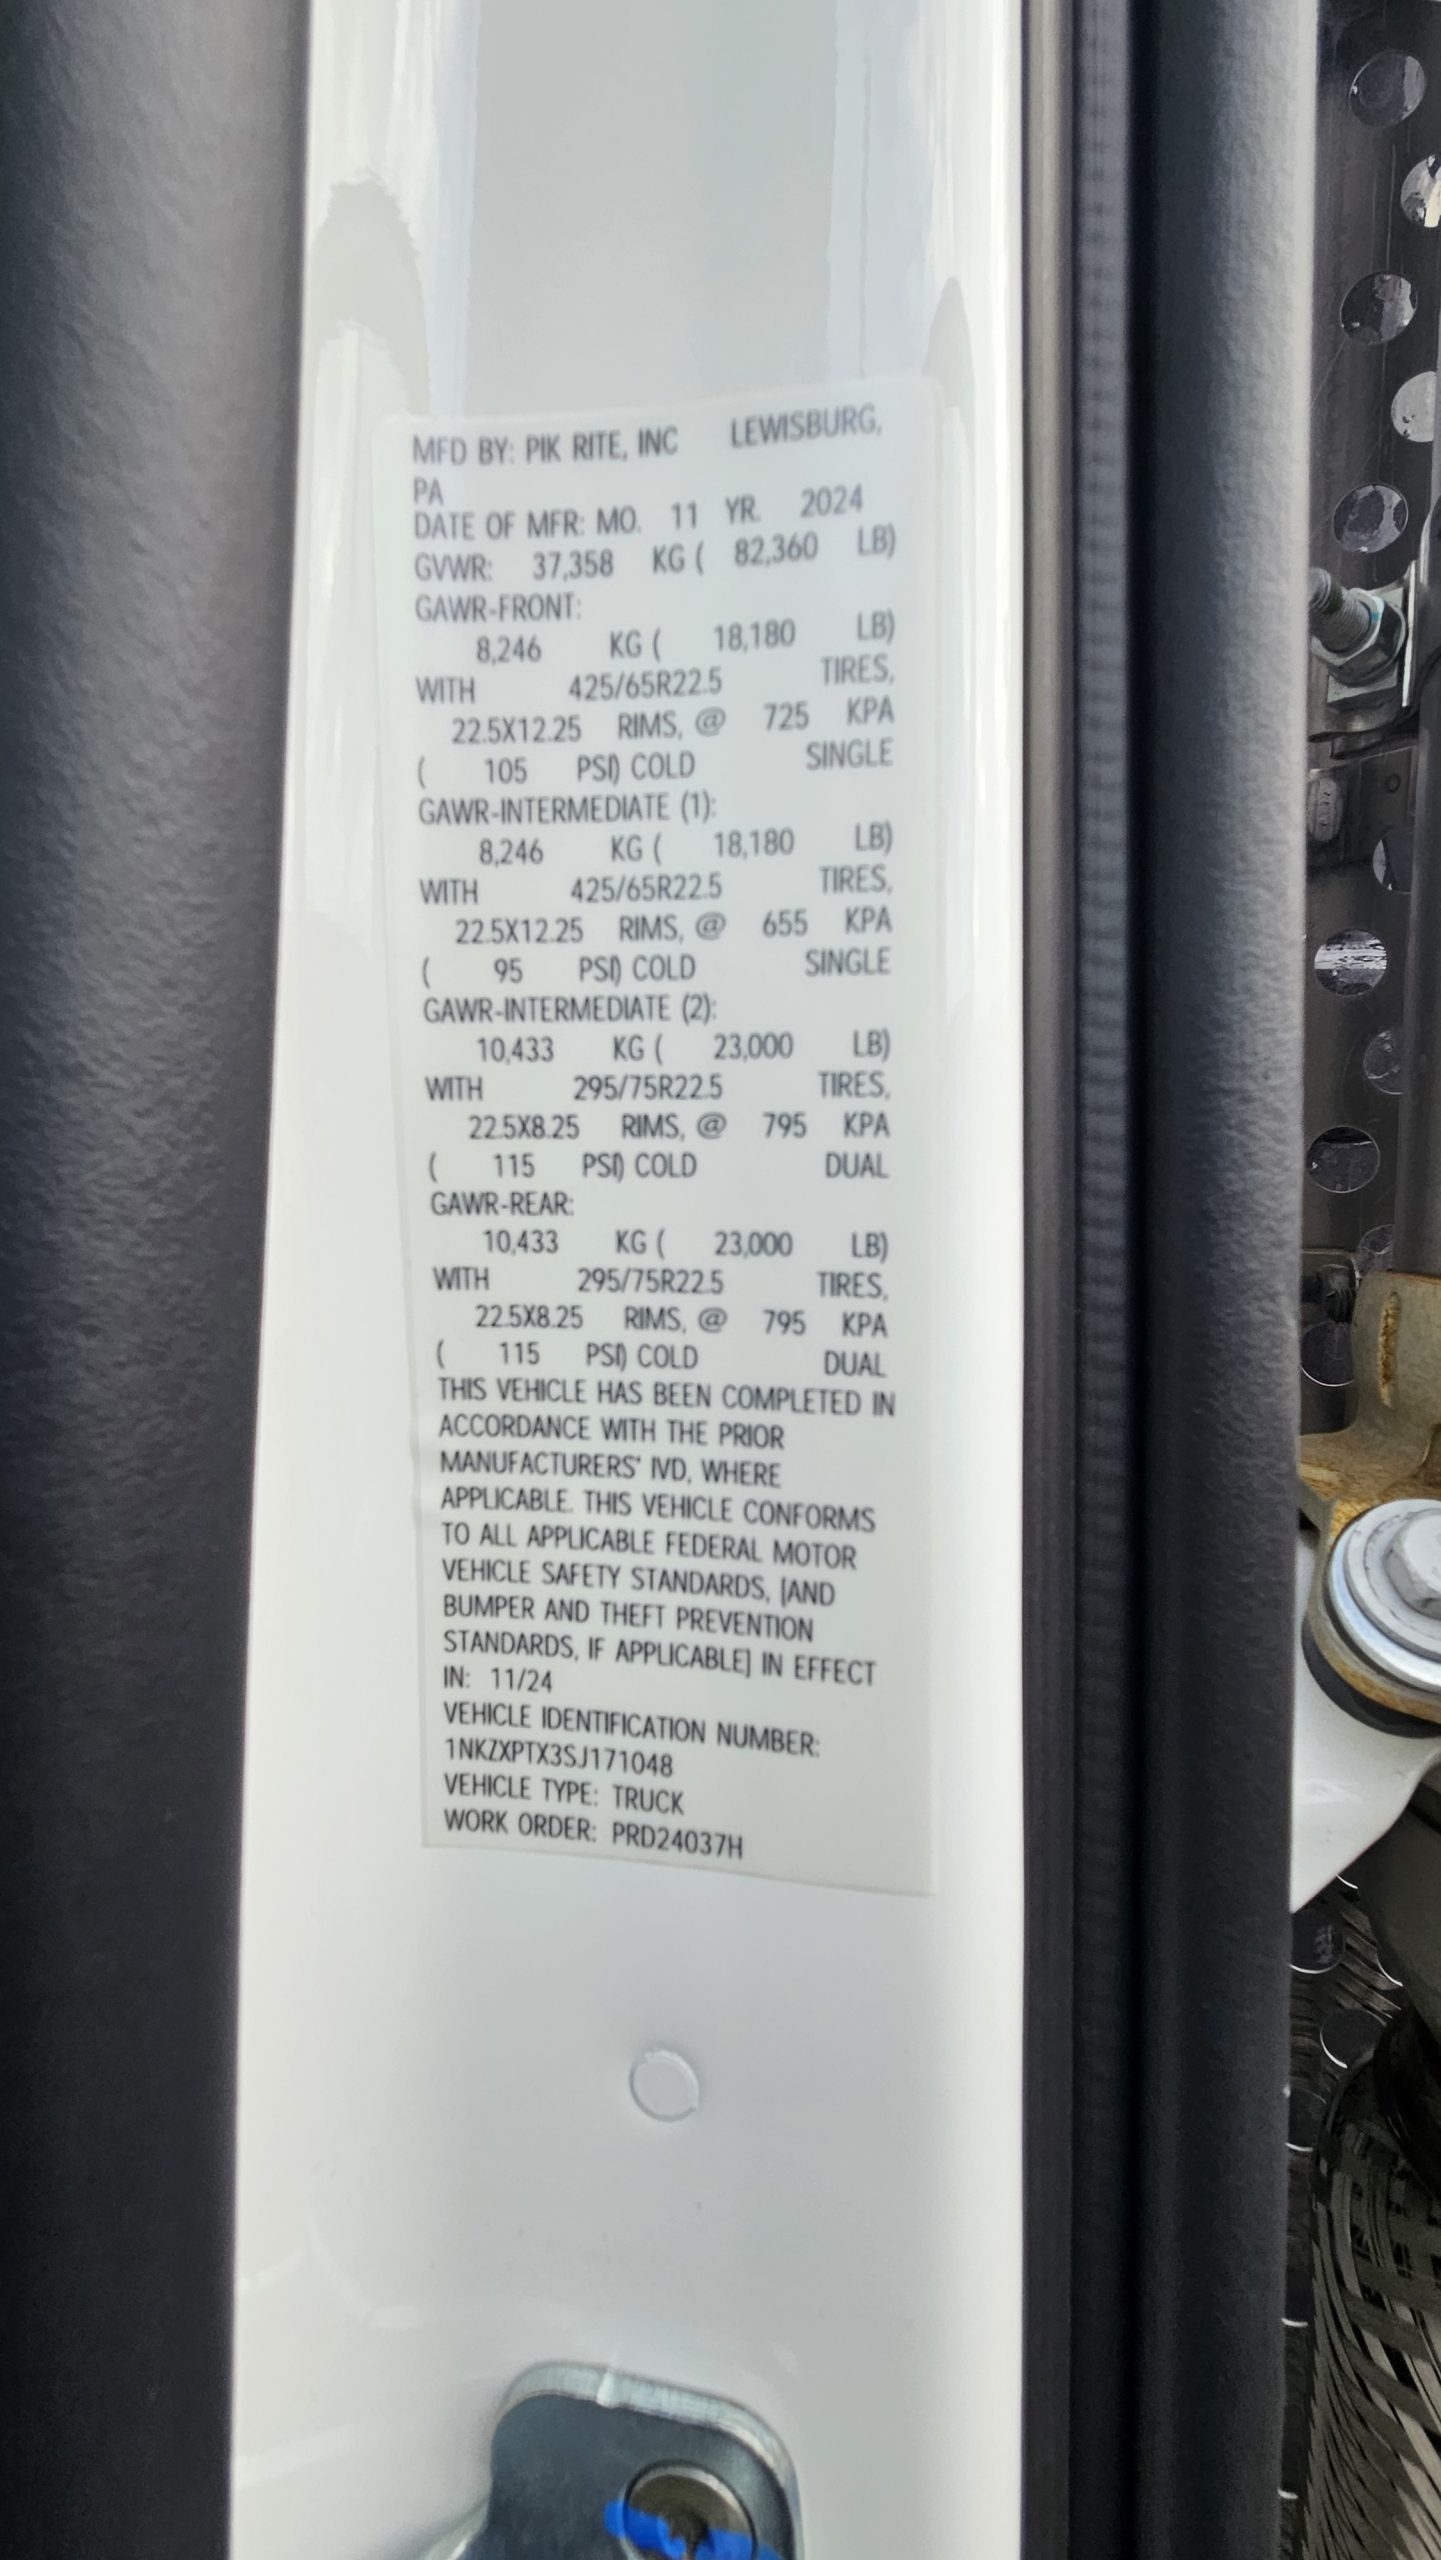 MFD BY: PIK RITE, INC LEWISBURG,
PA
DATE OF MFR: MO. 11 YR. 2024
GVWR: 37,358 KG ( 82,360 LB)
GAWR-FRONT:
8,246 KG ( 18,180 LB)
WITH 425/65R22.5 TIRES,
22.5X12.25 RIMS, @ 725 KPA
( 105 PSI) COLD SINGLE
GAWR-INTERMEDIATE (1):
8,246 KG ( 18,180 LB)
WITH 425/65R22.5 TIRES,
22.5X12.25 RIMS, @ 655 KPA
( 95 PSI) COLD SINGLE
GAWR-INTERMEDIATE (2):
10,433 KG ( 23,000 LB)
WITH 295/75R22.5 TIRES,
22.5X8.25 RIMS, @ 795 KPA
( 115 PSI) COLD DUAL
GAWR-REAR:
10,433 KG ( 23,000 LB)
WITH 295/75R22.5 TIRES,
22.5X8.25 RIMS, @ 795 KPA
( 115 PSI) COLD DUAL
THIS VEHICLE HAS BEEN COMPLETED IN
ACCORDANCE WITH THE PRIOR
MANUFACTURERS' IVD, WHERE
APPLICABLE. THIS VEHICLE CONFORMS
TO ALL APPLICABLE FEDERAL MOTOR
VEHICLE SAFETY STANDARDS, [AND
BUMPER AND THEFT PREVENTION
STANDARDS, IF APPLICABLE] IN EFFECT
IN: 11/24
VEHICLE IDENTIFICATION NUMBER:
1NKZXPTX3SJ171048
VEHICLE TYPE: TRUCK
WORK ORDER: PRD24037H